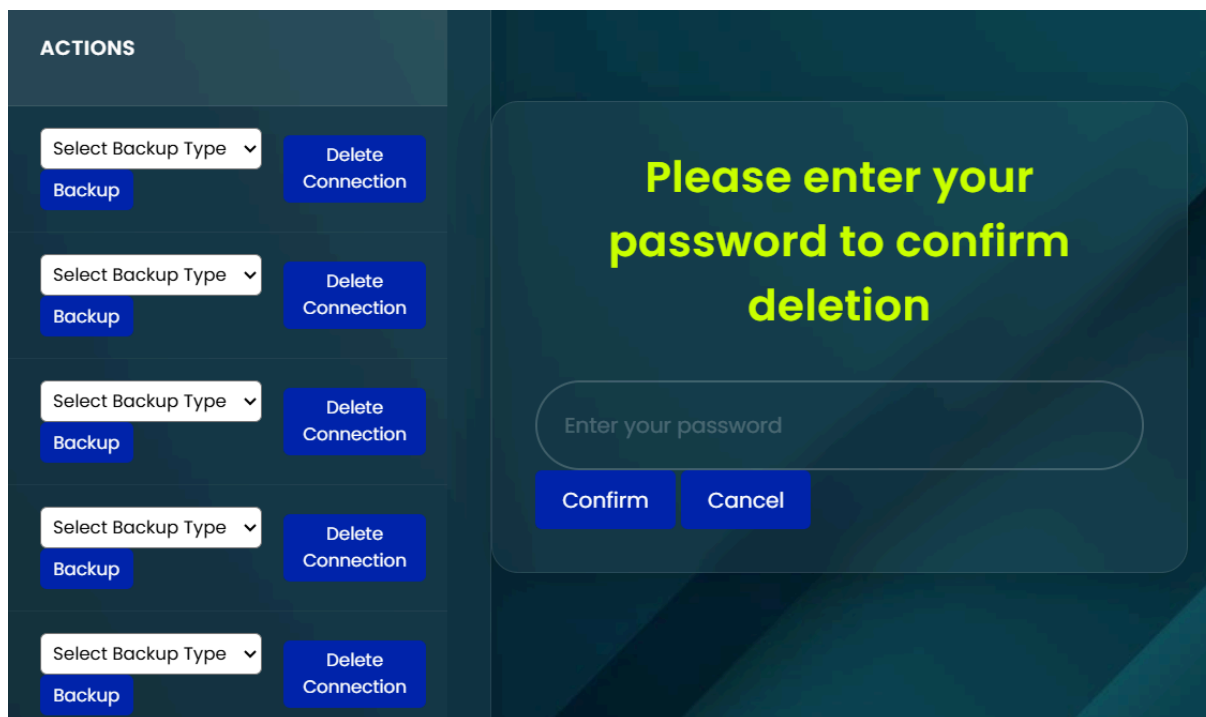 ACTIONS
Select Backup Type
Backup
Delete
Connection
Select Backup Type
Backup
Delete
Connection
Select Backup Type
Backup
Delete
Connection
Select Backup Type
Backup
Delete
Connection
Select Backup Type
Backup
Delete
Connection
Please enter your
password to confirm
deletion
Enter your password
Confirm
Cancel